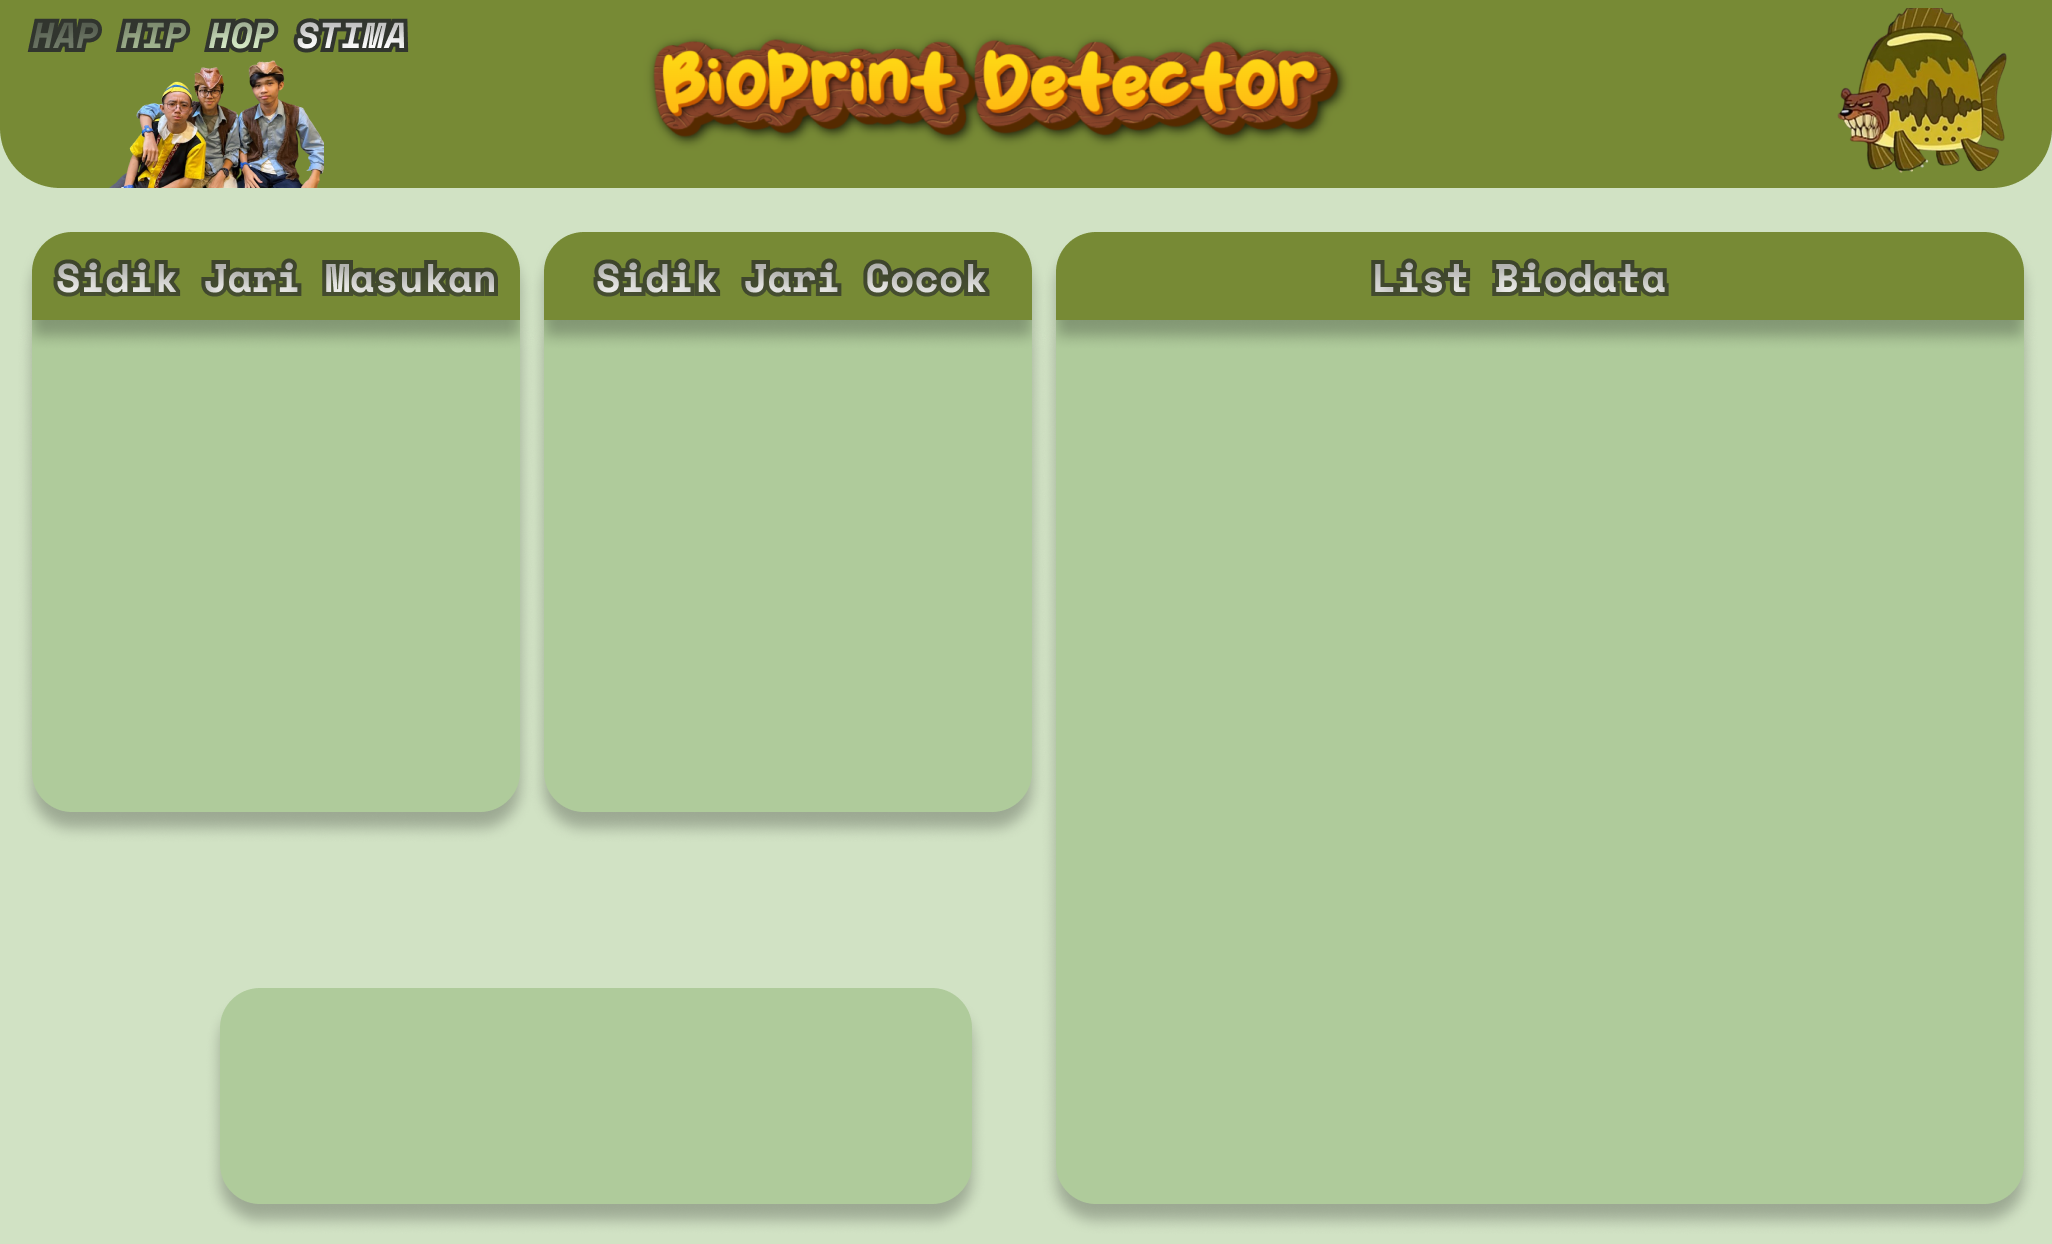 HAP HIP HOP STIMA
BioPrint Detector
Sidik Jari Masukan
Sidik Jari Cocok
List Biodata